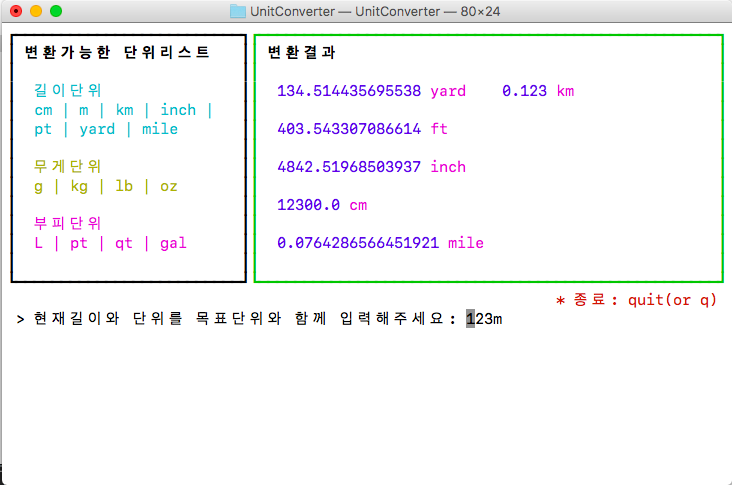 UnitConverter — UnitConverter — 80×24
변환가능한 단위리스트
길이단위
cm | m | km | inch |
pt | yard | mile
무게단위
g | kg | lb | oz
부피단위
L | pt | qt | gal
변환결과
134.514435695538 yard 0.123 km
403.543307086614 ft
4842.51968503937 inch
12300.0 cm
0.0764286566451921 mile
* 종료: quit(or q)
> 현재길이와 단위를 목표단위와 함께 입력해주세요: 123m